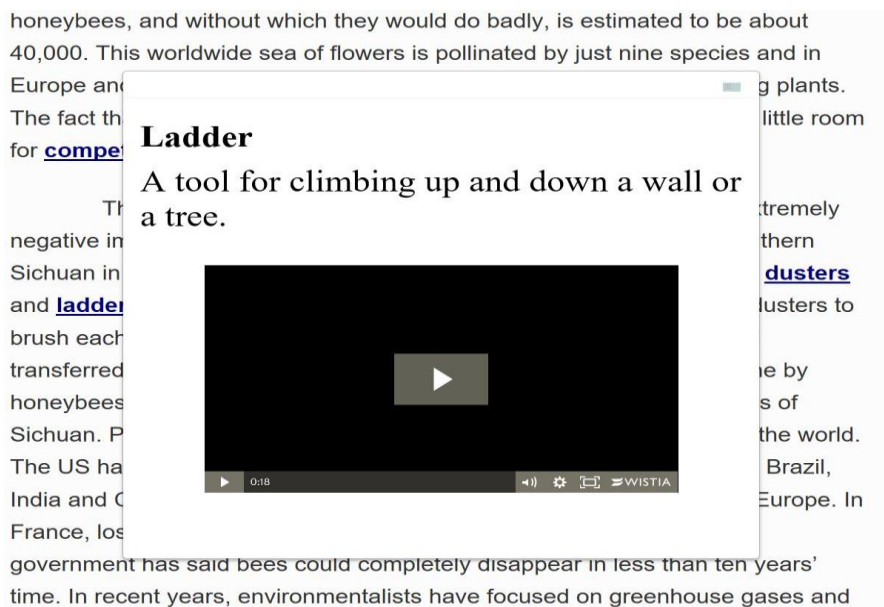 honeybees, and without which they would do badly, is estimated to be about
40,000. This worldwide sea of flowers is pollinated by just nine species and in
Europe and g plants.
The fact th little room
for compet
Ladder
A tool for climbing up and down a wall or
a tree.
Th xtremely
negative im thern
Sichuan in dusters
and ladder dusters to
brush each
transferred e by
honeybees s of
Sichuan. P the world.
The US ha Brazil,
India and C Europe. In
France, los
0:18 WISTIA
government has said bees could completely disappear in less than ten years'
time. In recent years, environmentalists have focused on greenhouse gases and